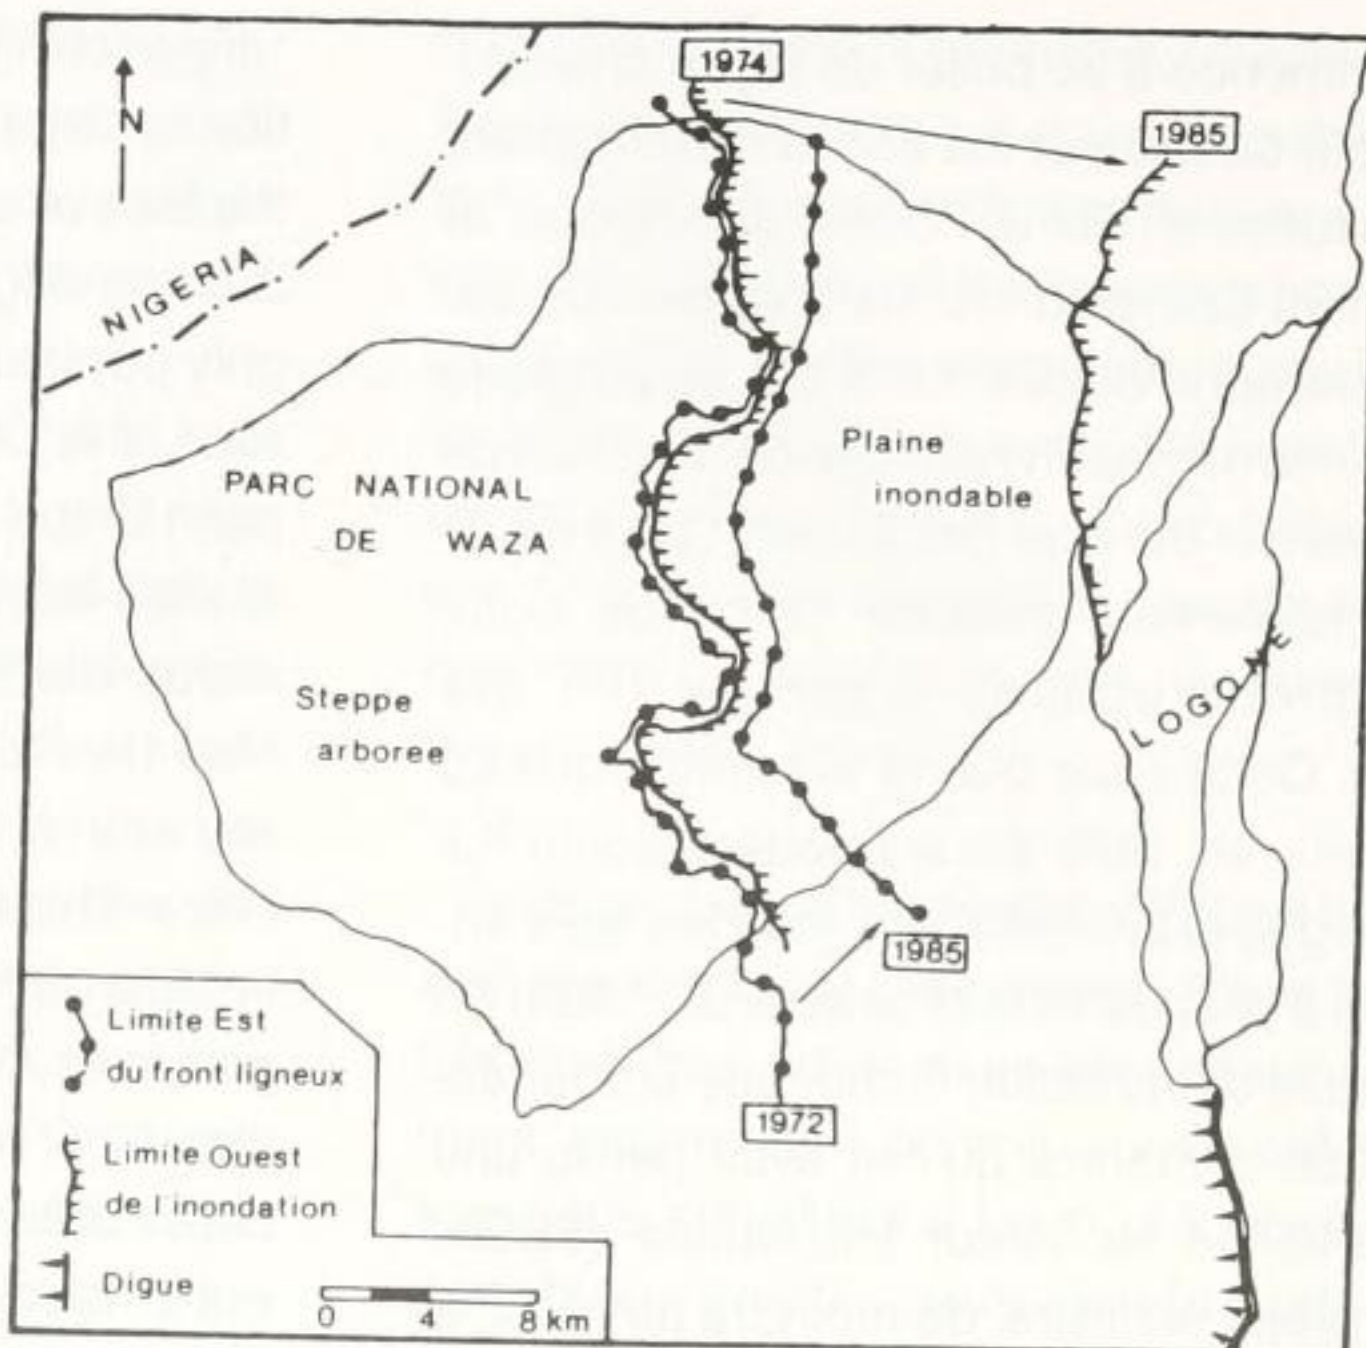 1974
1985
N
NIGERIA
Plaine
inondable
PARC NATIONAL
DE WAZA
Steppe
arboree
LOGONE
1985
1972
Limite Est
du front ligneux
Limite Ouest
de l'inondation
Digue
0 4 8 km